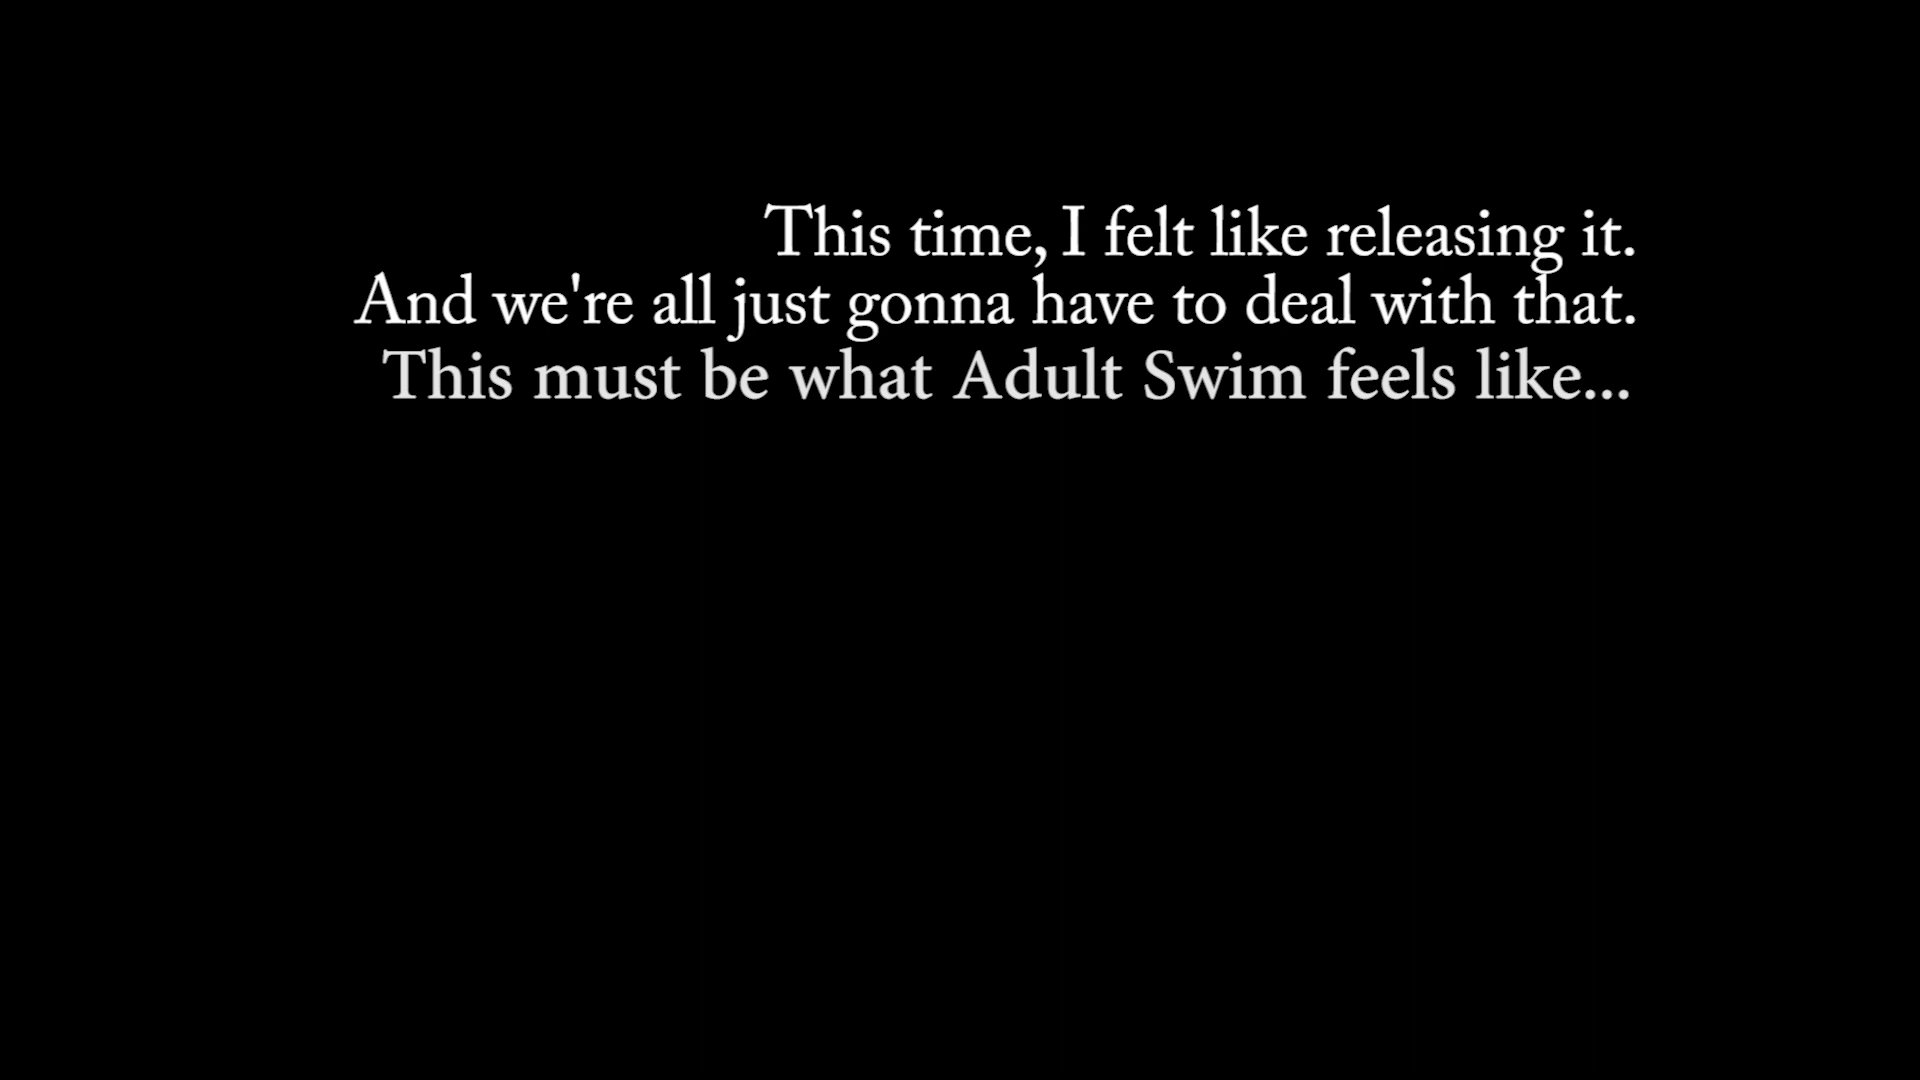 This time, I felt like releasing it.
And we're all just gonna have to deal with that.
This must be what Adult Swim feels like...